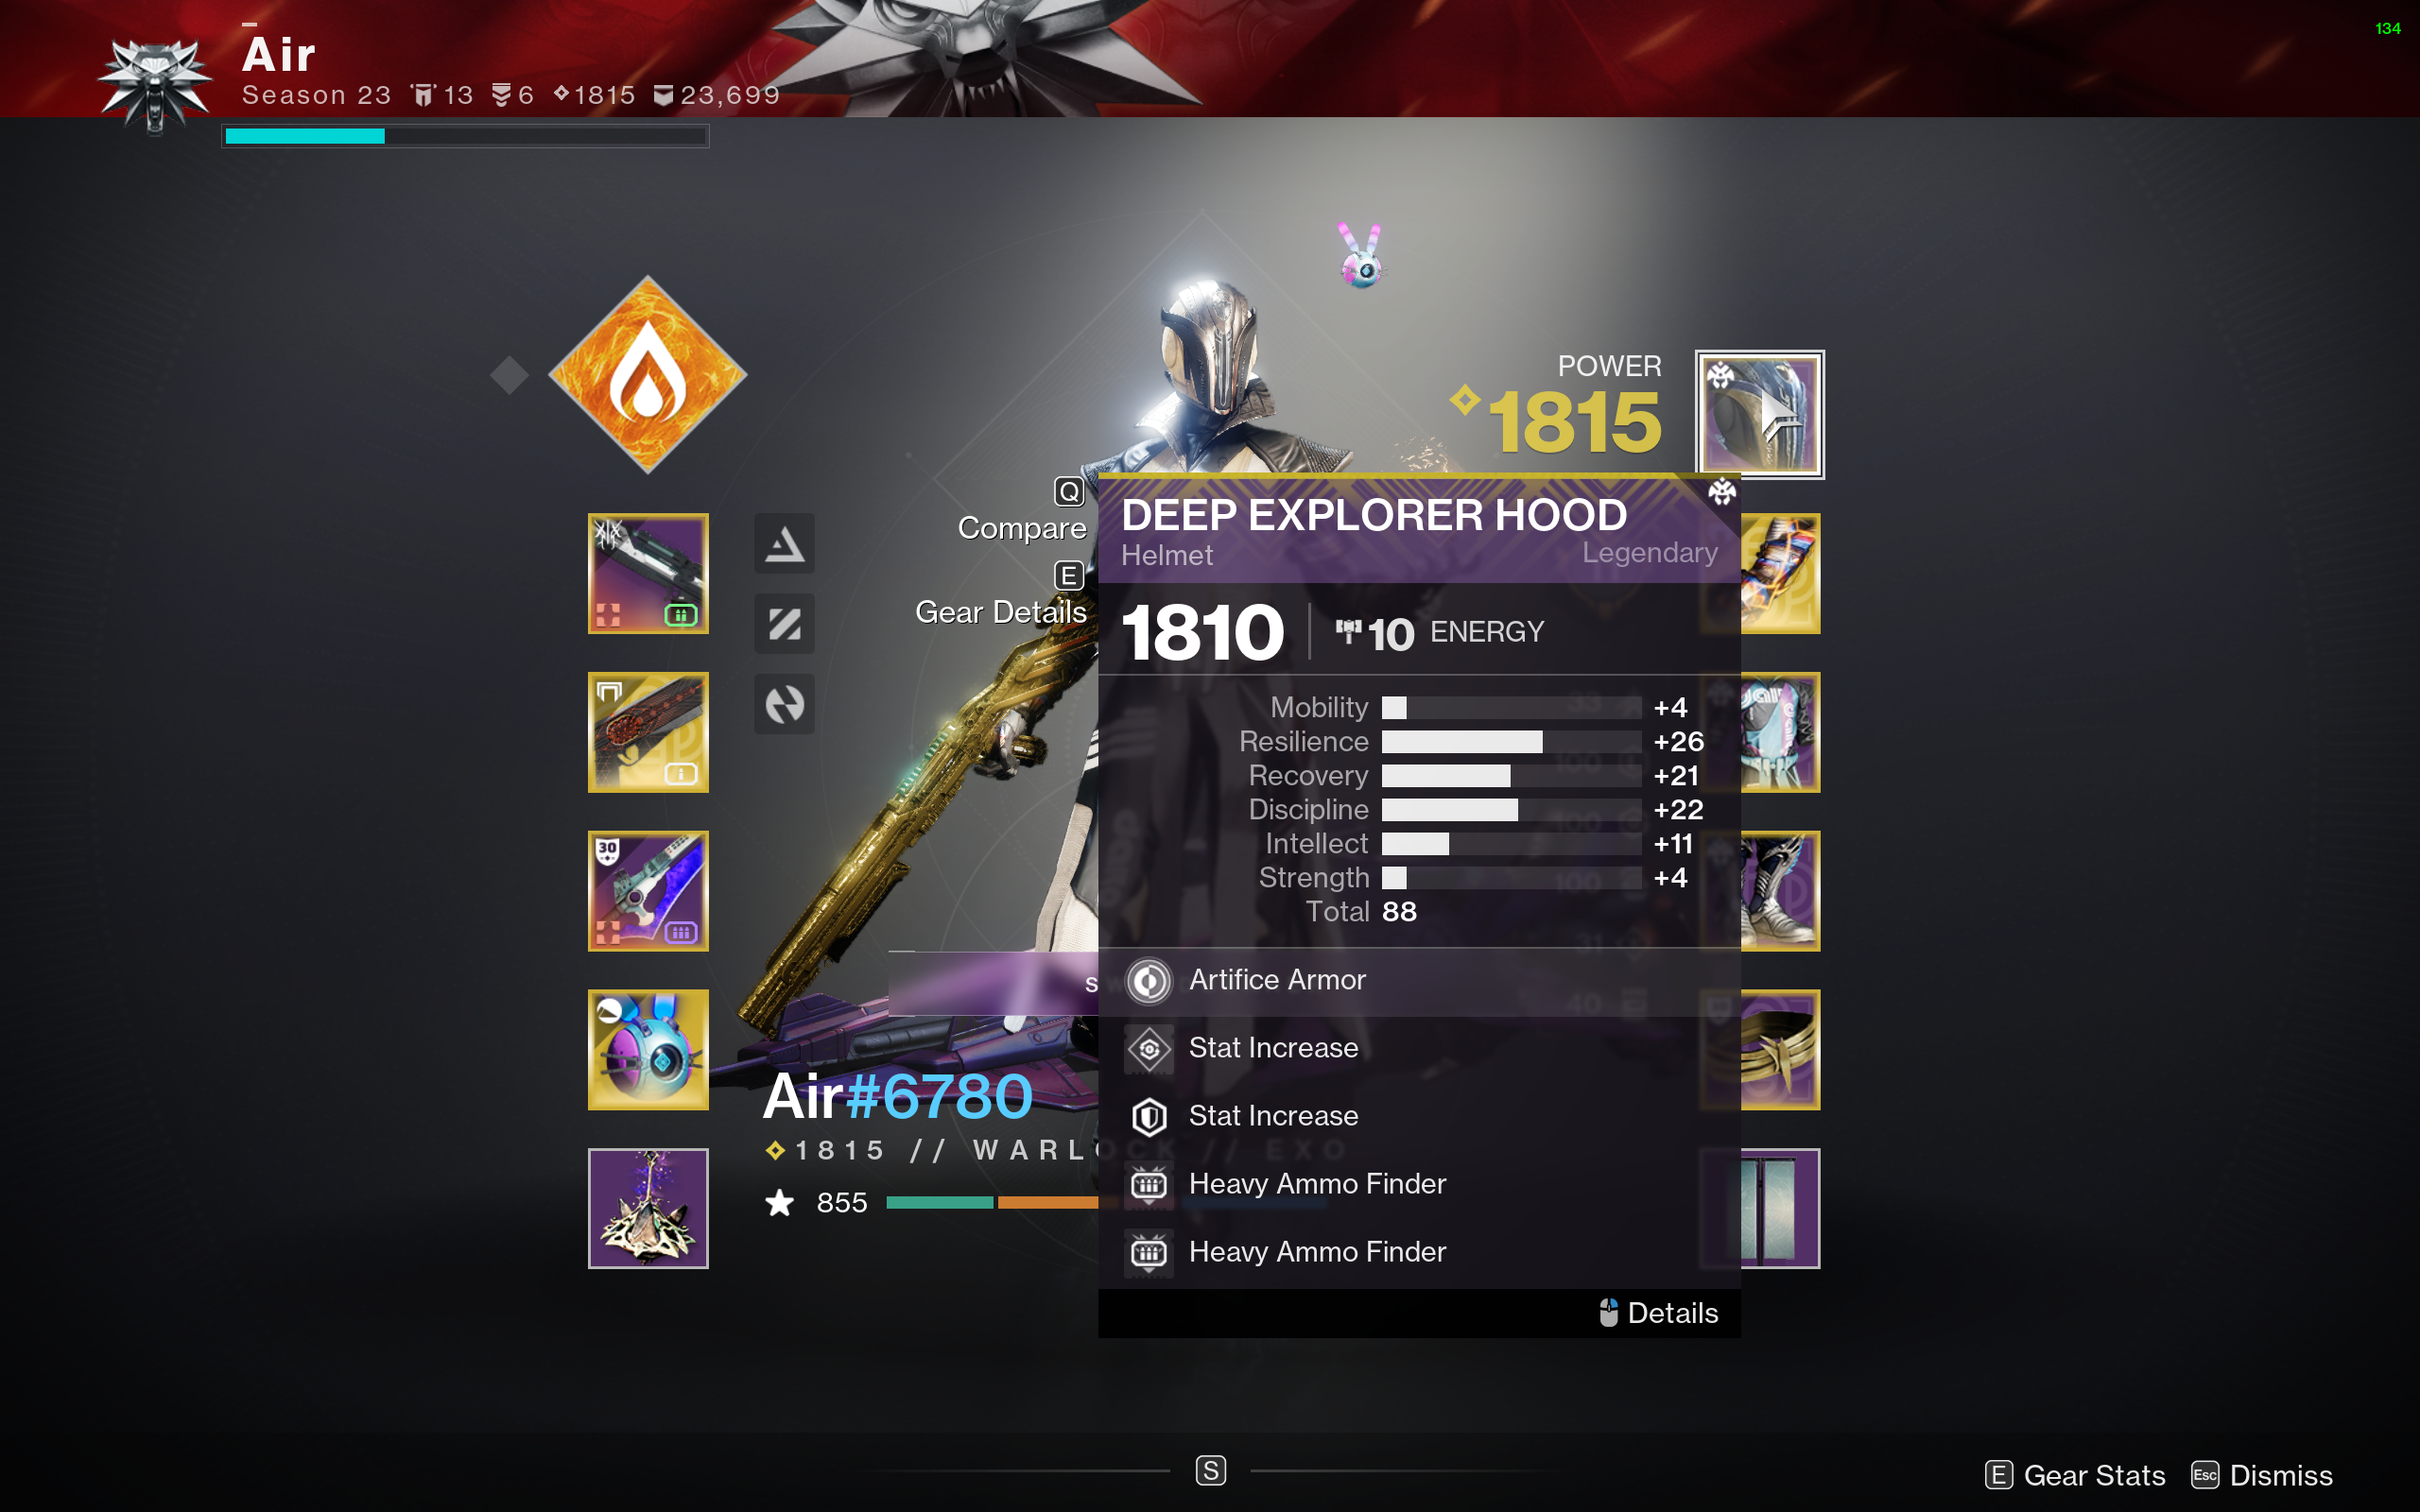 Air
Season 23 13 6 1815 23,699
134
POWER
1815
Q
Compare
E
Gear Details
DEEP EXPLORER HOOD
Helmet Legendary
1810 10 ENERGY
Mobility +4
Resilience +26
Recovery +21
Discipline +22
Intellect +11
Strength +4
Total 88
Artifice Armor
Stat Increase
Stat Increase
Heavy Ammo Finder
Heavy Ammo Finder
Details
30
Air#6780
1815 // WARLOCK // EXO
855
S
E Gear Stats Esc Dismiss